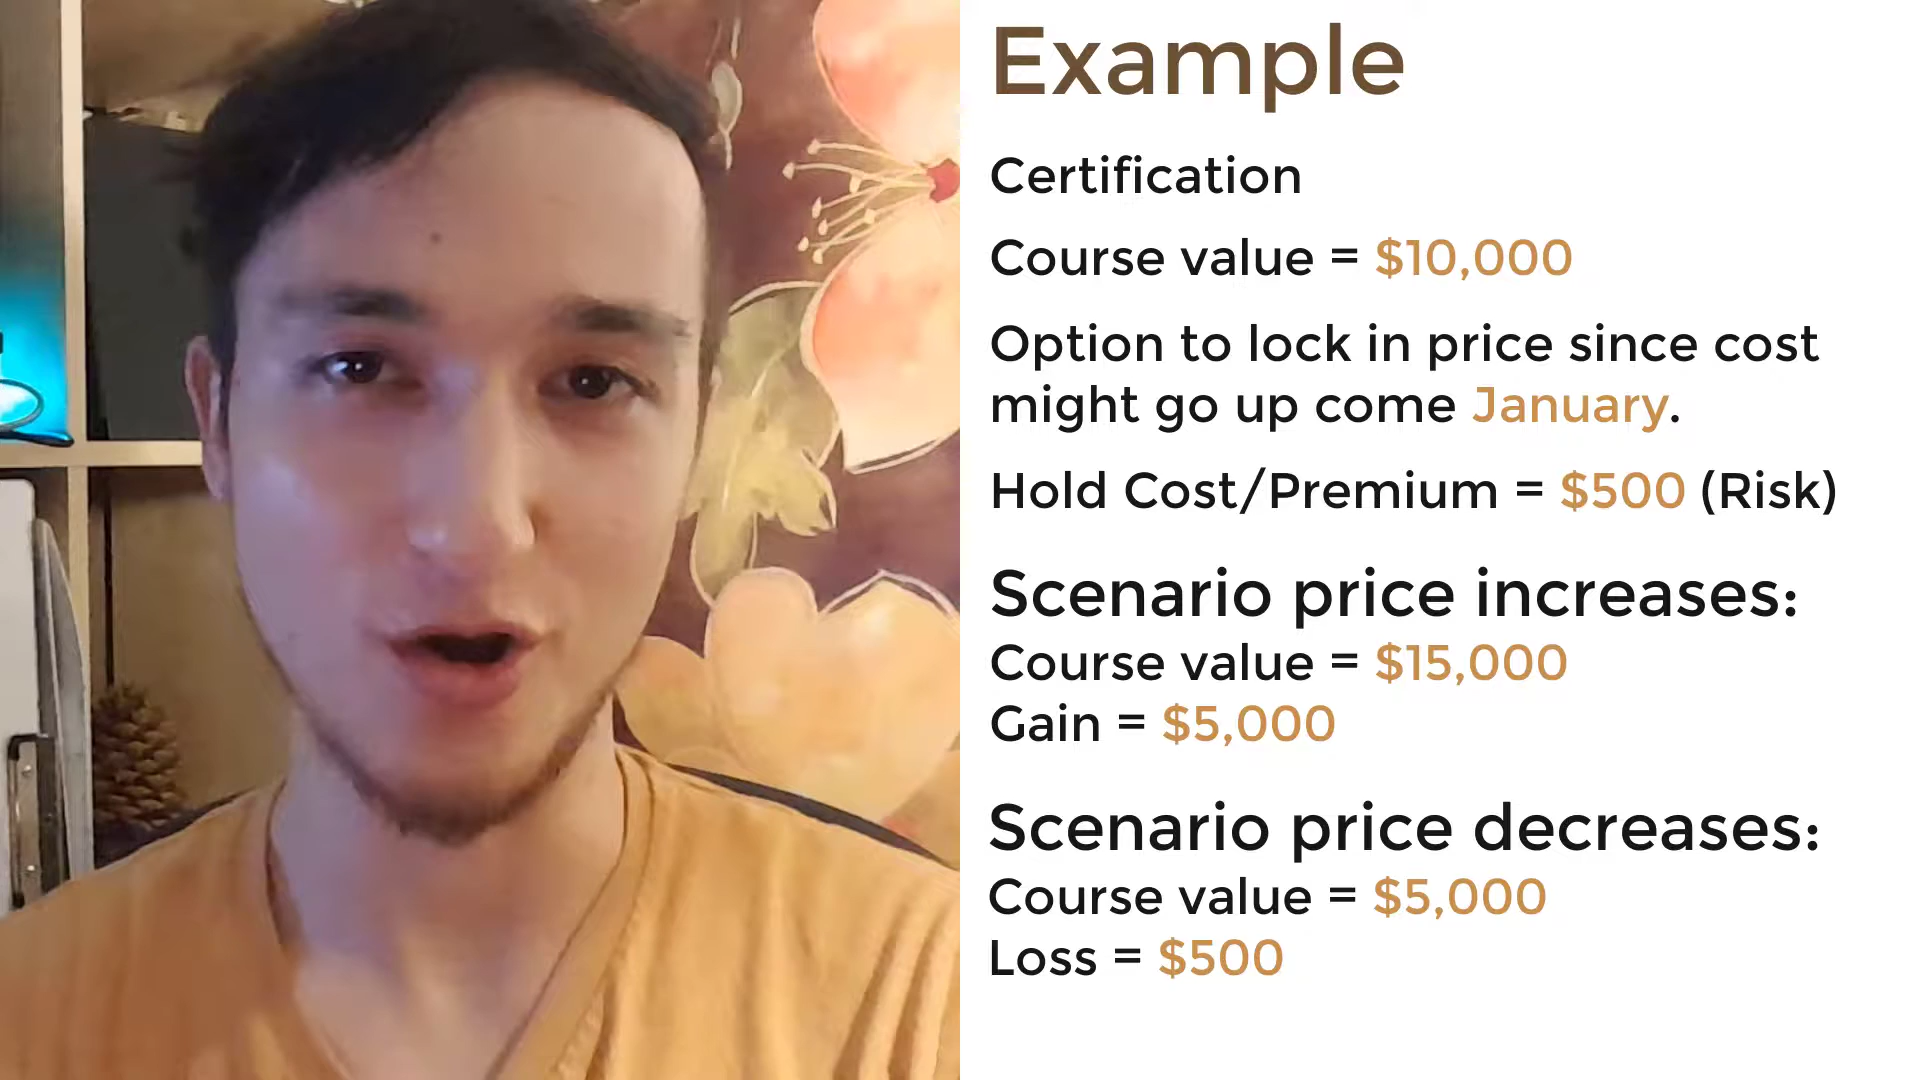 Example
Certification
Course value = $10,000
Option to lock in price since cost
might go up come January.
Hold Cost/Premium = $500 (Risk)
Scenario price increases:
Course value = $15,000
Gain = $5,000
Scenario price decreases:
Course value = $5,000
Loss = $500